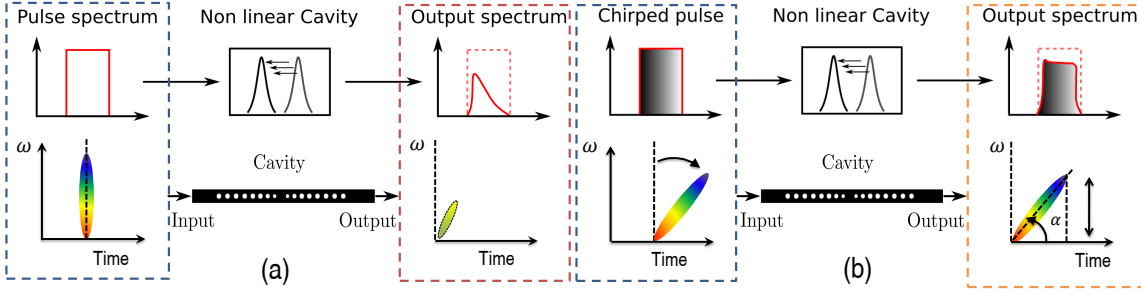 Pulse spectrum
Non linear Cavity
Output spectrum
ω
Time
Input
Cavity
Output
ω
Time
(a)
Chirped pulse
Non linear Cavity
Output spectrum
ω
Time
Input
Cavity
Output
ω
α
Time
(b)